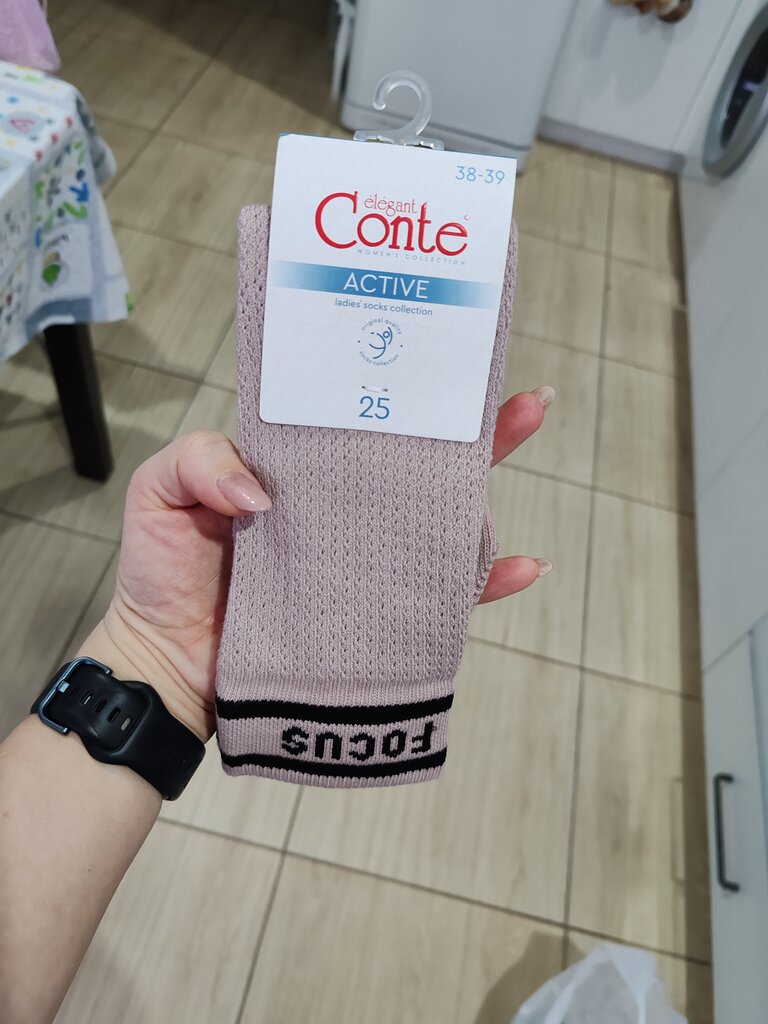 38-39
élégant
Conte
WOMEN'S COLLECTION
ACTIVE
ladies' socks collection
original quality
socks collection
25
FOCUS